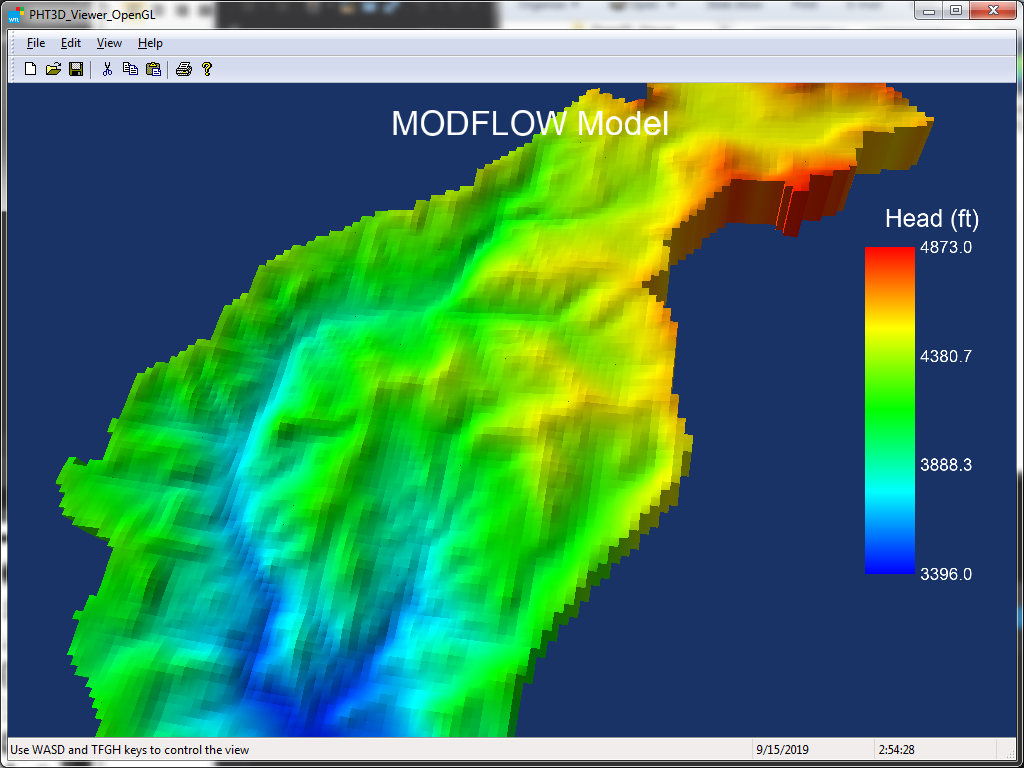 PHT3D_Viewer_OpenGL
File Edit View Help
MODFLOW Model
Head (ft)
4873.0
4380.7
3888.3
3396.0
Use WASD and TFGH keys to control the view
9/15/2019
2:54:28